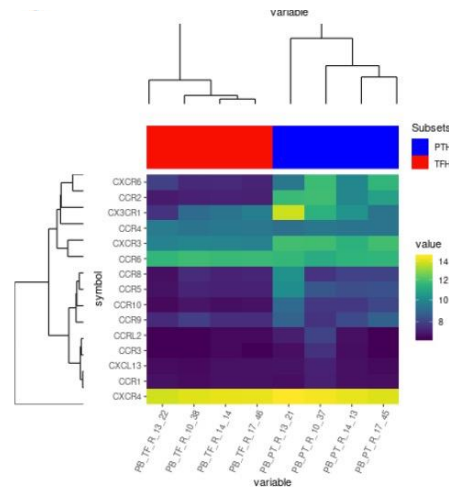 variable
Subsets
PTH
TFH
CXCR6
CCR2
CX3CR1
CCR4
CXCR3
CCR6
CCR8
CCR5
CCR10
CCR9
CCRL2
CCR3
CXCL13
CCR1
CXCR4
symbol
value
14
12
10
8
PB_TF_R_13_22
PB_TF_R_10_38
PB_TF_R_14_14
PB_TF_R_17_46
PB_PT_R_13_21
PB_PT_R_10_37
PB_PT_R_14_13
PB_PT_R_17_45
variable